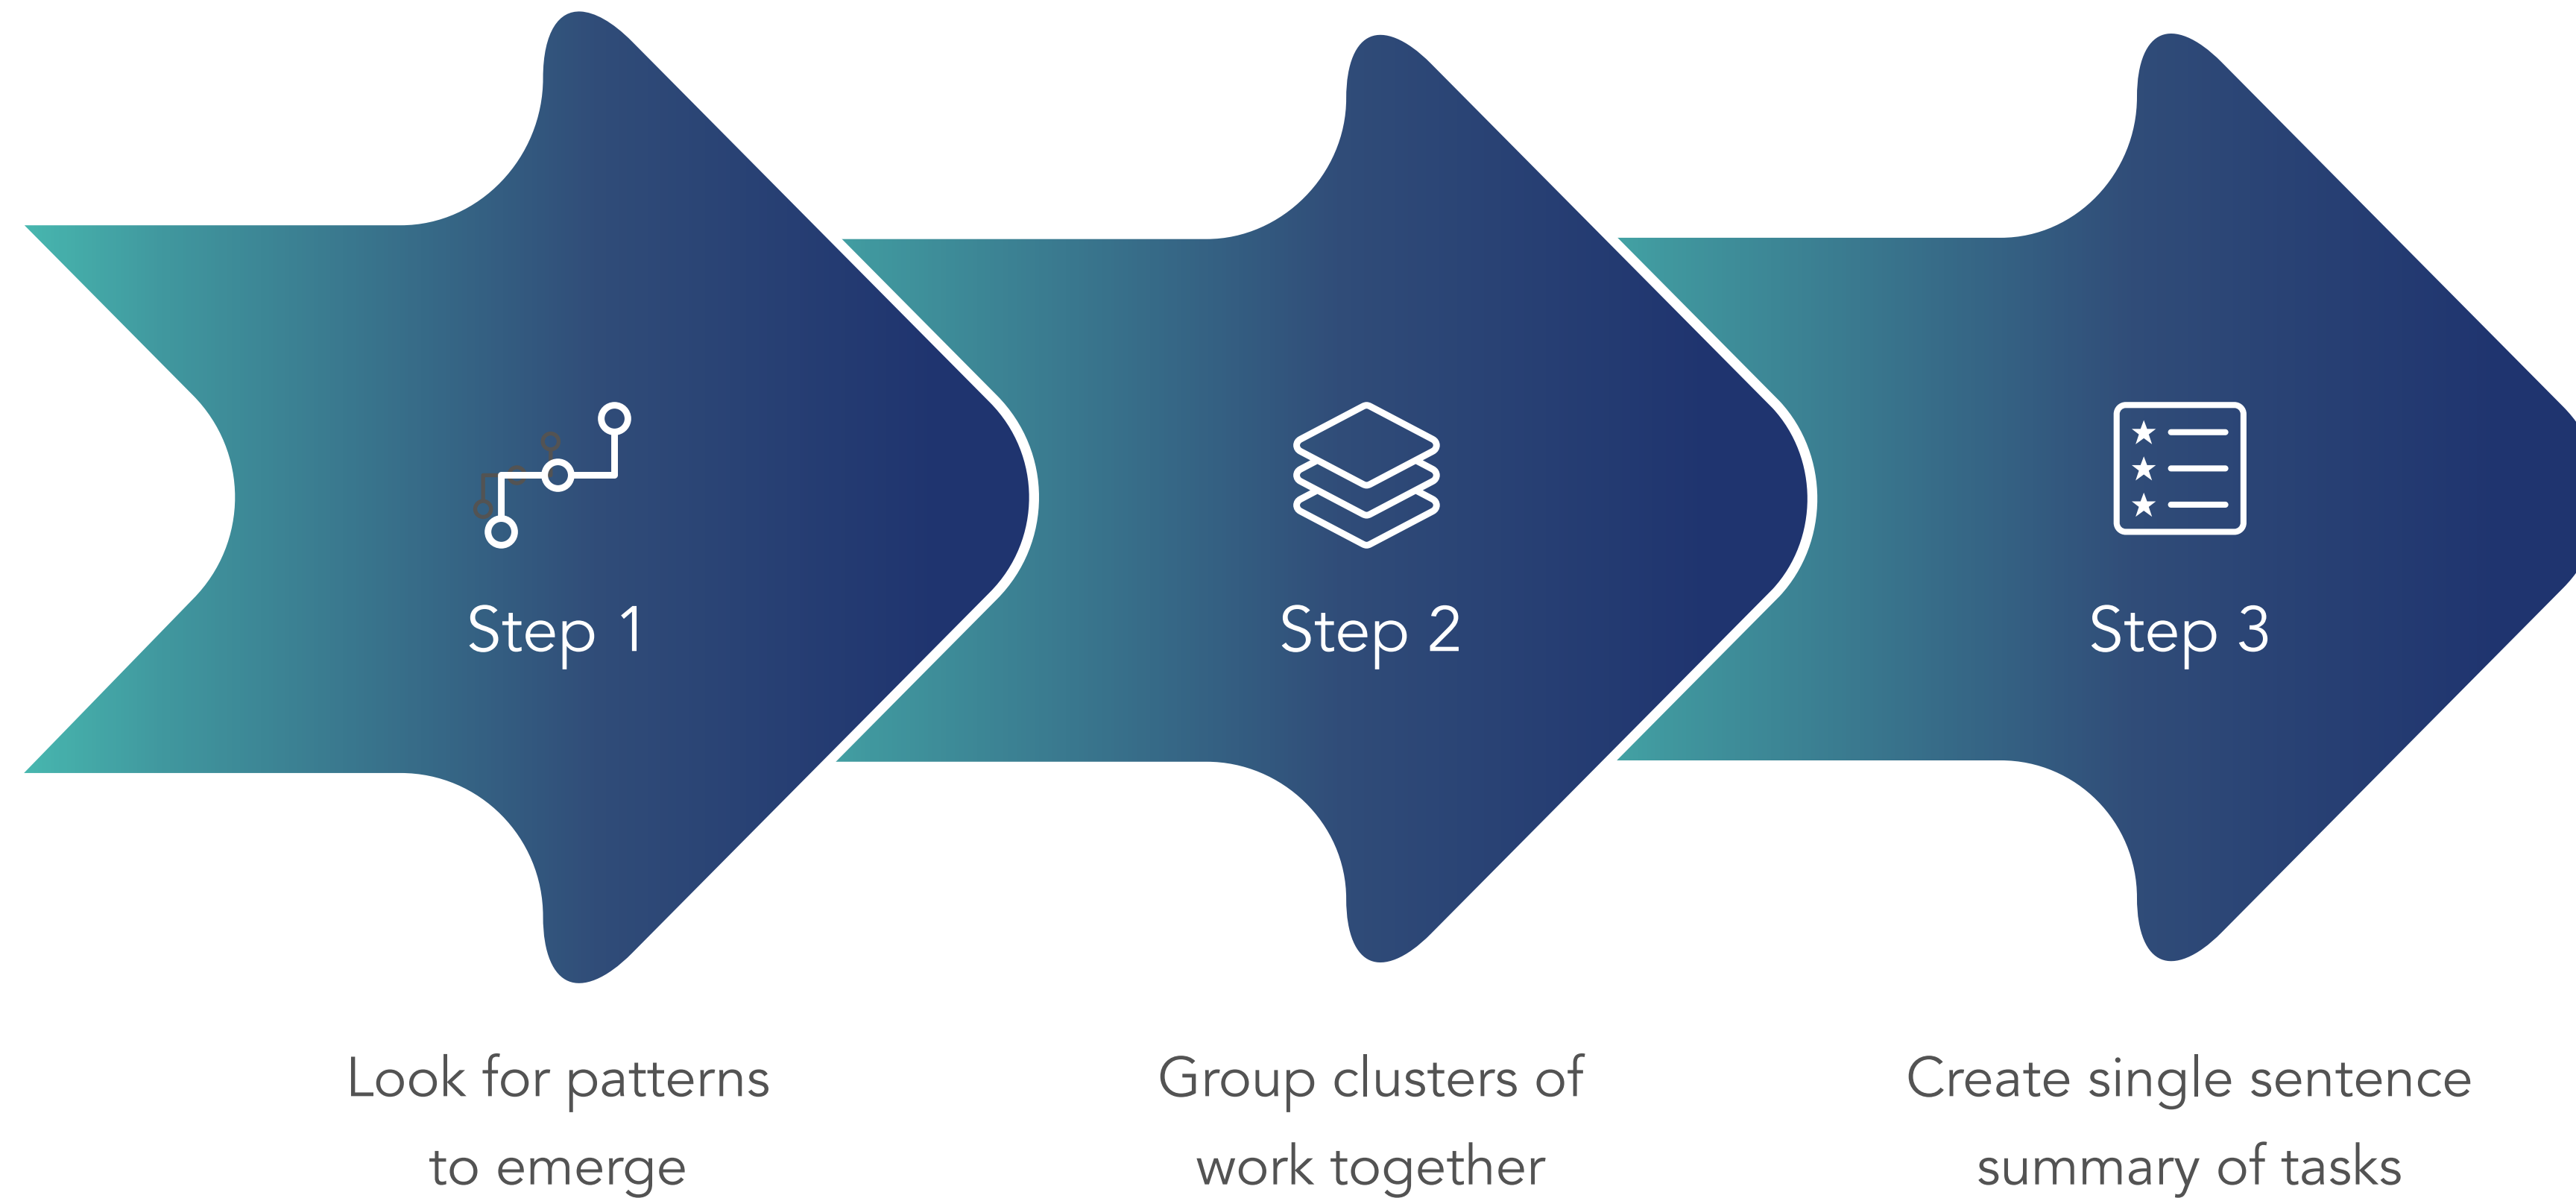 Step 1
Step 2
Step 3
Look for patterns
to emerge
Group clusters of
work together
Create single sentence
summary of tasks